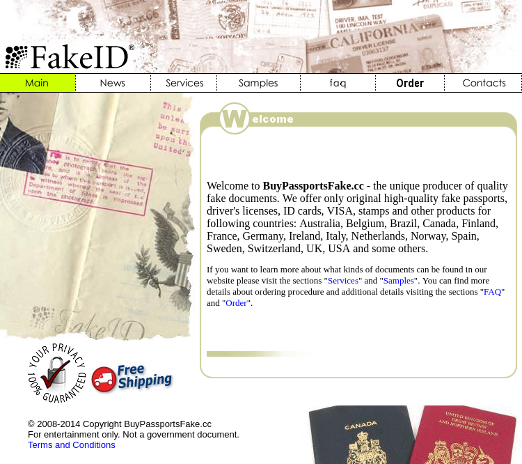 DRIVER, IMA, TEST
CALIFORNIA
DRIVER LICENSE
FakeID®
Main News Services Samples faq Order Contacts
Welcome
Welcome to BuyPassportsFake.cc - the unique producer of quality
fake documents. We offer only original high-quality fake passports,
driver's licenses, ID cards, VISA, stamps and other products for
following countries: Australia, Belgium, Brazil, Canada, Finland,
France, Germany, Ireland, Italy, Netherlands, Norway, Spain,
Sweden, Switzerland, UK, USA and some others.
If you want to learn more about what kinds of documents can be found in our
website please visit the sections "Services" and "Samples". You can find more
details about ordering procedure and additional details visiting the sections "FAQ"
and "Order".
YOUR PRIVACY
100% GUARANTEED
Free
Shipping
© 2008-2014 Copyright BuyPassportsFake.cc
For entertainment only. Not a government document.
Terms and Conditions
CANADA